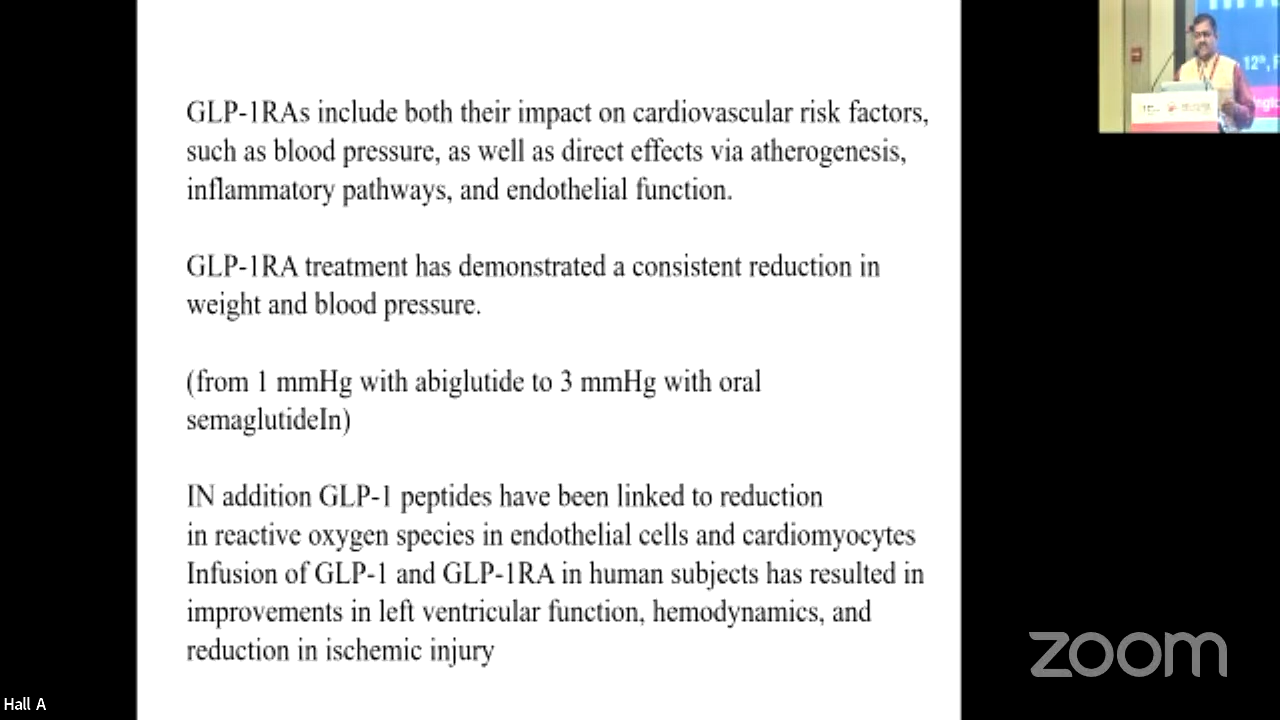 GLP-1RAs include both their impact on cardiovascular risk factors,
such as blood pressure, as well as direct effects via atherogenesis,
inflammatory pathways, and endothelial function.
GLP-1RA treatment has demonstrated a consistent reduction in
weight and blood pressure.
(from 1 mmHg with abiglutide to 3 mmHg with oral
semaglutideIn)
IN addition GLP-1 peptides have been linked to reduction
in reactive oxygen species in endothelial cells and cardiomyocytes
Infusion of GLP-1 and GLP-1RA in human subjects has resulted in
improvements in left ventricular function, hemodynamics, and
reduction in ischemic injury
12th, F
zoom
Hall A